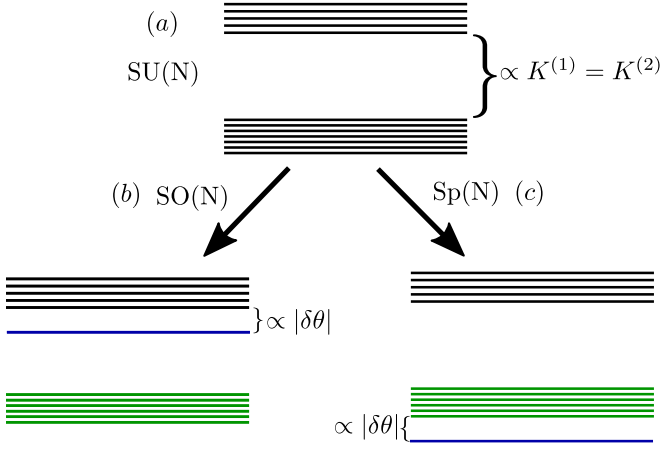 (a)
SU(N)
∝ K⁽¹⁾ = K⁽²⁾
(b) SO(N)
Sp(N) (c)
∝ |δθ|
∝ |δθ|